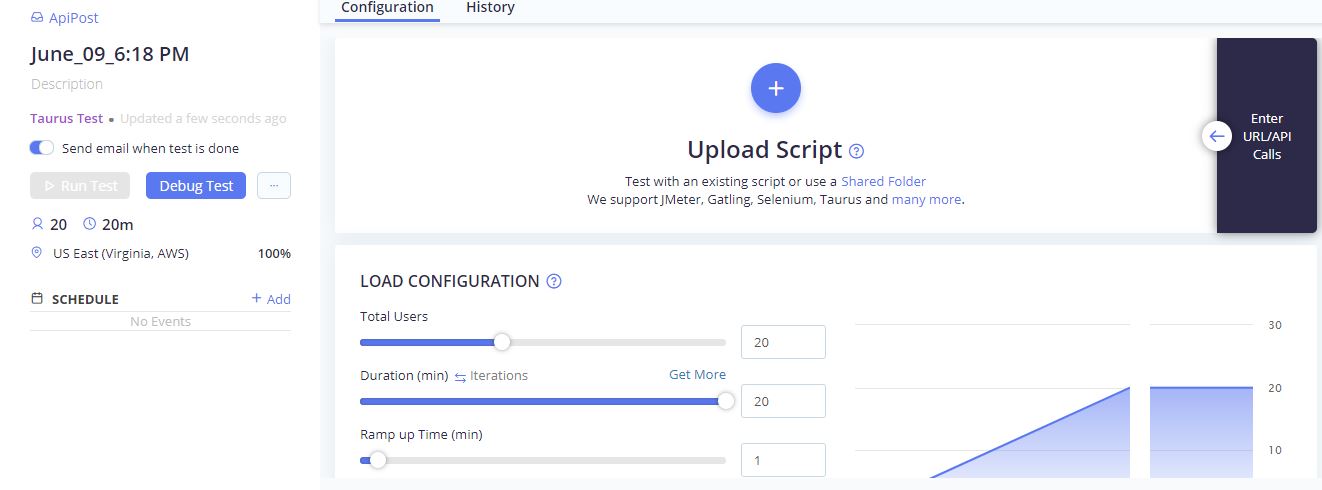 ApiPost
June_09_6:18 PM
Description
Taurus Test • Updated a few seconds ago
Send email when test is done
Run Test
Debug Test
...
20
20m
US East (Virginia, AWS)
100%
SCHEDULE
+ Add
No Events
Configuration
History
+
Upload Script ?
Test with an existing script or use a Shared Folder
We support JMeter, Gatling, Selenium, Taurus and many more.
Enter
URL/API
Calls
LOAD CONFIGURATION ?
Total Users
20
Duration (min) ⇆ Iterations
Get More
20
Ramp up Time (min)
1
30
20
10